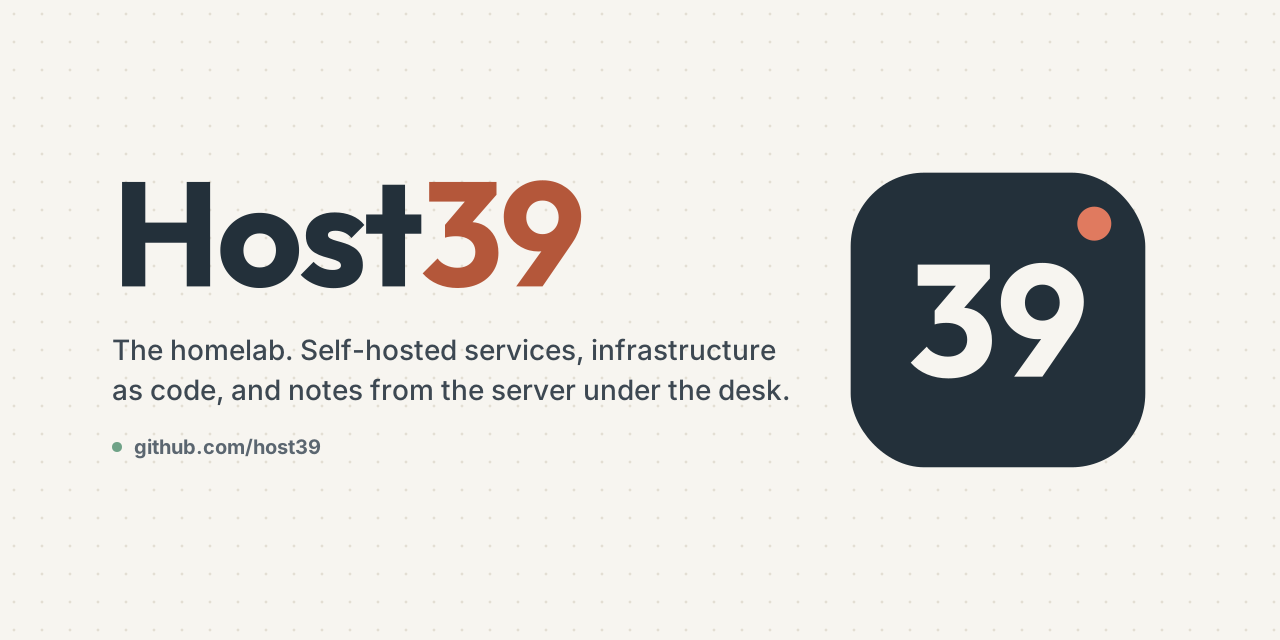 Host39
The homelab. Self-hosted services, infrastructure
as code, and notes from the server under the desk.
github.com/host39
39